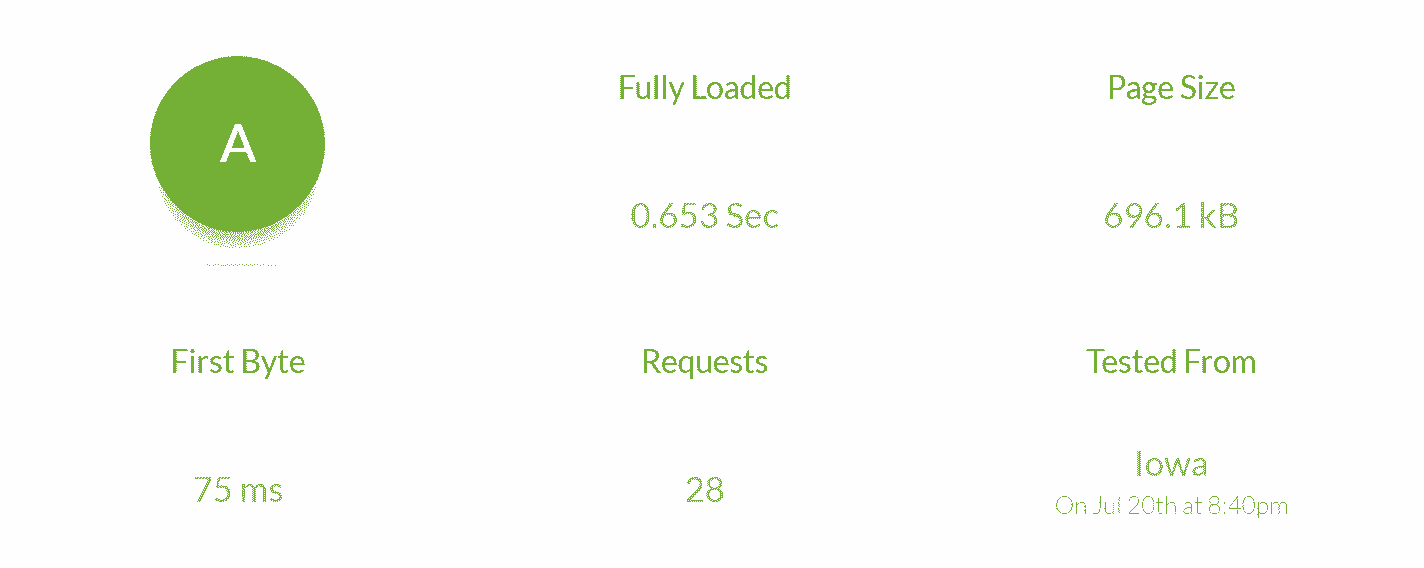 A
Fully Loaded
0.653 Sec
Page Size
696.1 kB
First Byte
75 ms
Requests
28
Tested From
Iowa
On Jul 20th at 8:40pm